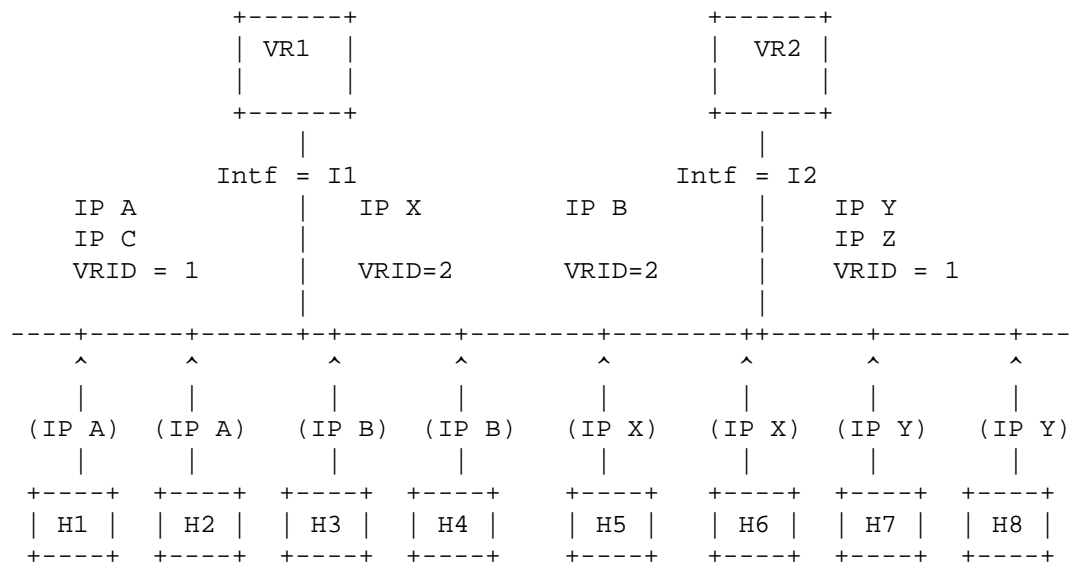 VR1 VR2
Intf = I1 Intf = I2
IP A IP X IP B IP Y
IP C IP Z
VRID = 1 VRID=2 VRID=2 VRID = 1
(IP A) (IP A) (IP B) (IP B) (IP X) (IP X) (IP Y) (IP Y)
H1 H2 H3 H4 H5 H6 H7 H8